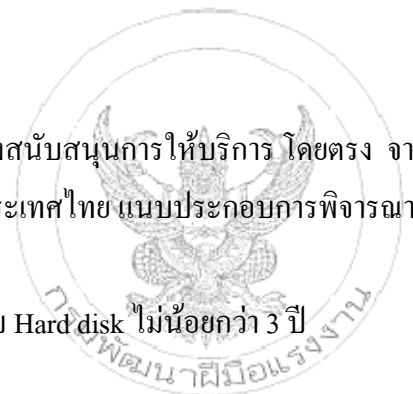 งสนับสนุนการให้บริการ โดยตรง จา
ระเทศไทย แนบประกอบการพิจารณา
บ Hard disk ไม่น้อยกว่า 3 ปี
กรมพัฒนาฝีมือแรงงาน